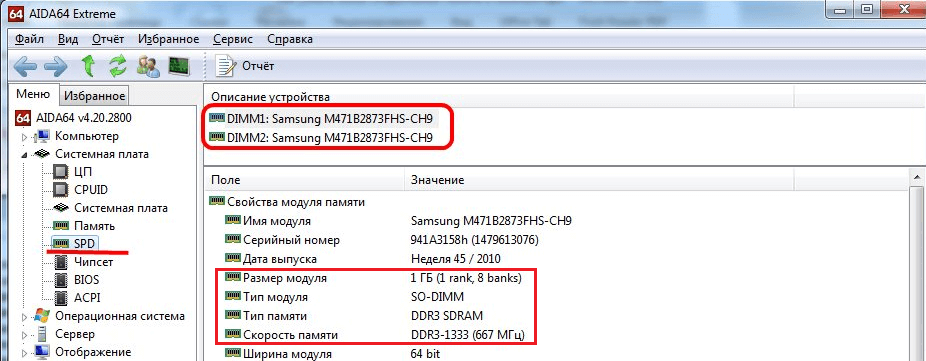 64 AIDA64 Extreme
Файл Вид Отчёт Избранное Сервис Справка
Отчёт
Меню Избранное
64 AIDA64 v4.20.2800
Компьютер
Системная плата
ЦП
CPUID
Системная плата
Память
SPD
Чипсет
BIOS
ACPI
Операционная система
Сервер
Отображение
Описание устройства
DIMM1: Samsung M471B2873FHS-CH9
DIMM2: Samsung M471B2873FHS-CH9
Поле Значение
Свойства модуля памяти
Имя модуля Samsung M471B2873FHS-CH9
Серийный номер 941A3158h (1479613076)
Дата выпуска Неделя 45 / 2010
Размер модуля 1 ГБ (1 rank, 8 banks)
Тип модуля SO-DIMM
Тип памяти DDR3 SDRAM
Скорость памяти DDR3-1333 (667 МГц)
Ширина модуля 64 bit